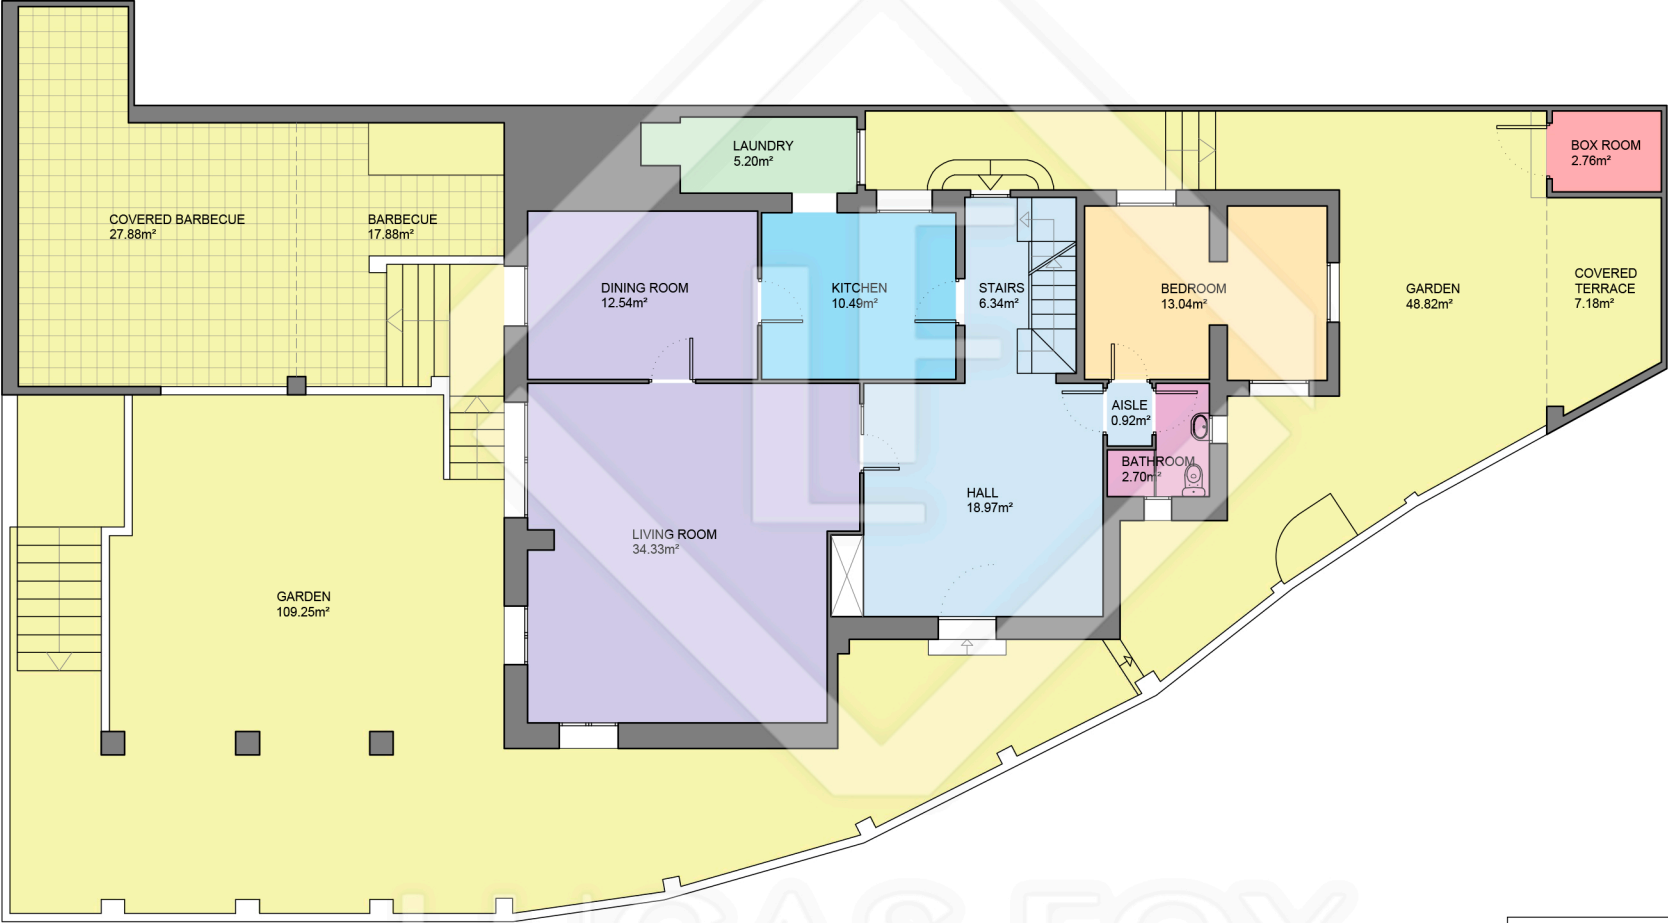 LAUNDRY
5.20m²
BOX ROOM
2.76m²
COVERED BARBECUE
27.88m²
BARBECUE
17.88m²
DINING ROOM
12.54m²
KITCHEN
10.49m²
STAIRS
6.34m²
BEDROOM
13.04m²
GARDEN
48.82m²
COVERED
TERRACE
7.18m²
AISLE
0.92m²
BATHROOM
2.70m²
HALL
18.97m²
LIVING ROOM
34.33m²
GARDEN
109.25m²
LUCAS FOX